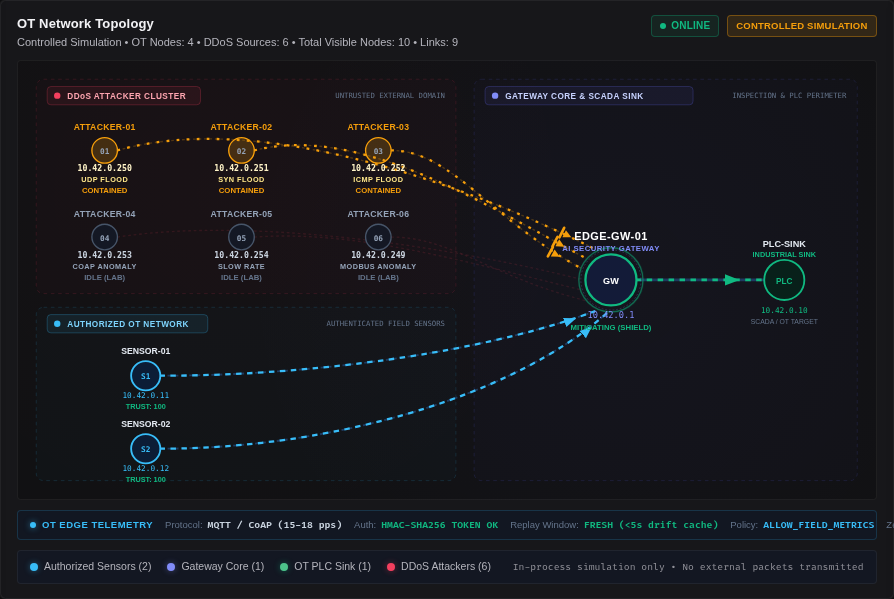 OT Network Topology
Controlled Simulation • OT Nodes: 4 • DDoS Sources: 6 • Total Visible Nodes: 10 • Links: 9
ONLINE
CONTROLLED SIMULATION
DDoS ATTACKER CLUSTER
UNTRUSTED EXTERNAL DOMAIN
ATTACKER-01 ATTACKER-02 ATTACKER-03
01 02 03
10.42.0.250 10.42.0.251 10.42.0.252
UDP FLOOD SYN FLOOD ICMP FLOOD
CONTAINED CONTAINED CONTAINED
ATTACKER-04 ATTACKER-05 ATTACKER-06
04 05 06
10.42.0.253 10.42.0.254 10.42.0.249
COAP ANOMALY SLOW RATE MODBUS ANOMALY
IDLE (LAB) IDLE (LAB) IDLE (LAB)
GATEWAY CORE & SCADA SINK
INSPECTION & PLC PERIMETER
EDGE-GW-01
AI SECURITY GATEWAY
GW
10.42.0.1
MITIGATING (SHIELD)
PLC-SINK
INDUSTRIAL SINK
PLC
10.42.0.10
SCADA / OT TARGET
AUTHORIZED OT NETWORK
AUTHENTICATED FIELD SENSORS
SENSOR-01
S1
10.42.0.11
TRUST: 100
SENSOR-02
S2
10.42.0.12
TRUST: 100
OT EDGE TELEMETRY Protocol: MQTT / CoAP (15–18 pps) Auth: HMAC-SHA256 TOKEN OK Replay Window: FRESH (<5s drift cache) Policy: ALLOW_FIELD_METRICS
Authorized Sensors (2) Gateway Core (1) OT PLC Sink (1) DDoS Attackers (6) In-process simulation only • No external packets transmitted